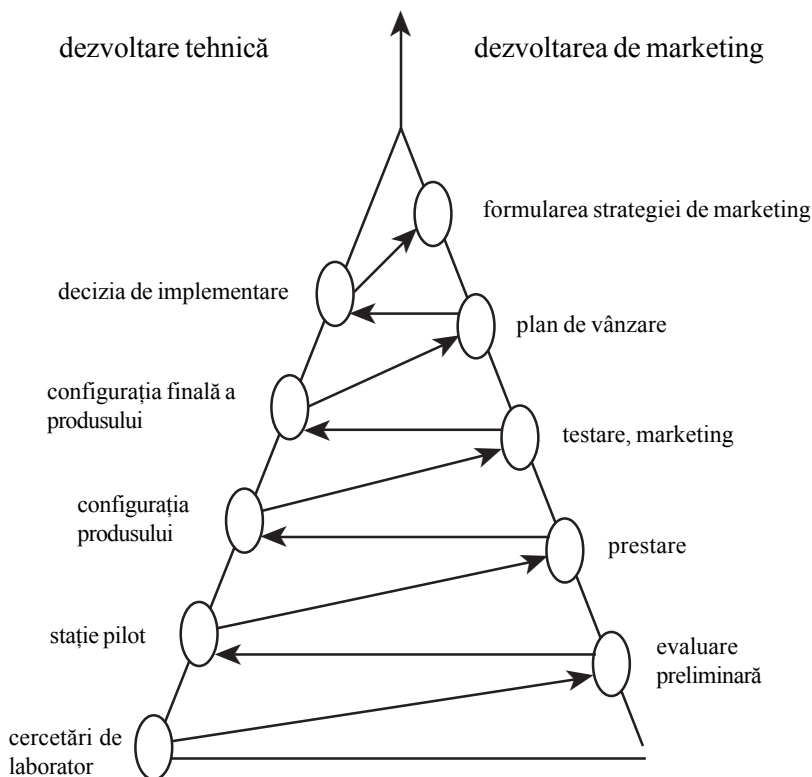 dezvoltare tehnică
dezvoltarea de marketing
formularea strategiei de marketing
decizia de implementare
plan de vânzare
configurația finală a
produsului
testare, marketing
configurația
produsului
prestare
stație pilot
evaluare
preliminară
cercetări de
laborator